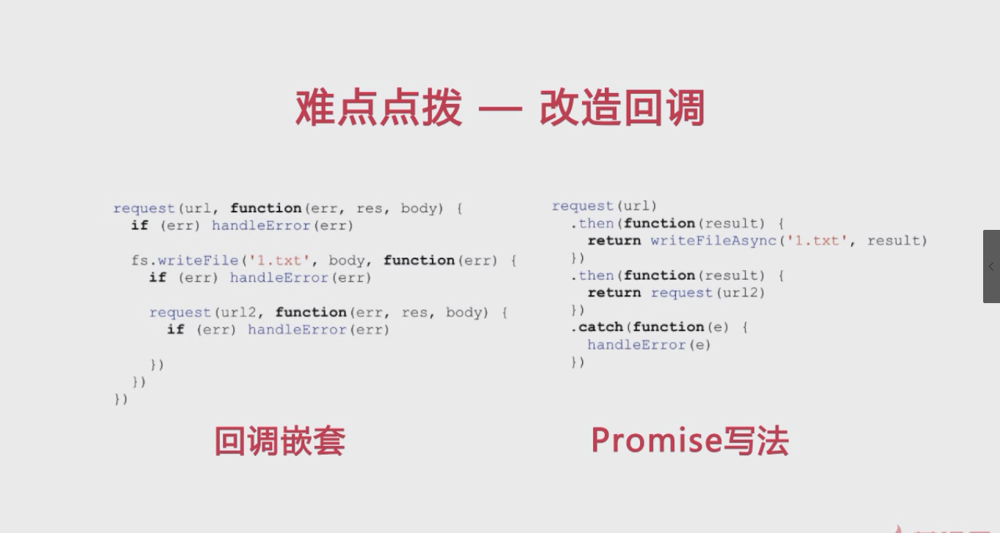 难点点拨 — 改造回调
request(url, function(err, res, body) {
if (err) handleError(err)
fs.writeFile('1.txt', body, function(err) {
if (err) handleError(err)
request(url2, function(err, res, body) {
if (err) handleError(err)
})
})
})
回调嵌套
request(url)
.then(function(result) {
return writeFileAsync('1.txt', result)
})
.then(function(result) {
return request(url2)
})
.catch(function(e) {
handleError(e)
})
Promise写法